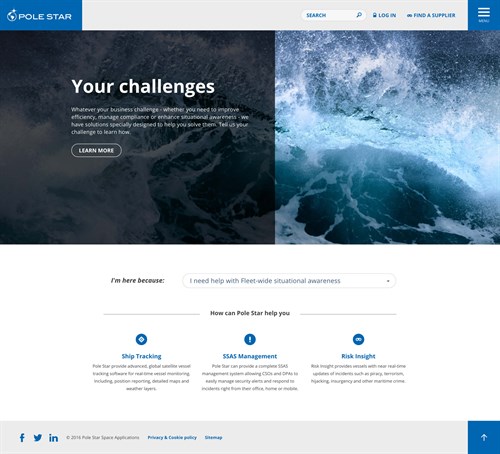 POLE STAR
SEARCH
LOG IN
FIND A SUPPLIER
MENU
Your challenges
Whatever your business challenge - whether you need to improve
efficiency, manage compliance or enhance situational awareness - we
have solutions specially designed to help you solve them. Tell us your
challenge to learn how.
LEARN MORE
I'm here because:
I need help with Fleet-wide situational awareness
How can Pole Star help you
Ship Tracking
Pole Star provide advanced, global satellite vessel
tracking software for real-time vessel monitoring
including, position reporting, detailed maps and
weather layers.
SSAS Management
Pole Star can provide a complete SSAS
management system allowing CSOs and DPAs to
easily manage security alerts and respond to
incidents right from their office, home or mobile.
Risk Insight
Risk Insight provides vessels with near real-time
updates of incidents such as piracy, terrorism,
hijacking, insurgency and other maritime crime.
© 2016 Pole Star Space Applications
Privacy & Cookie policy
Sitemap